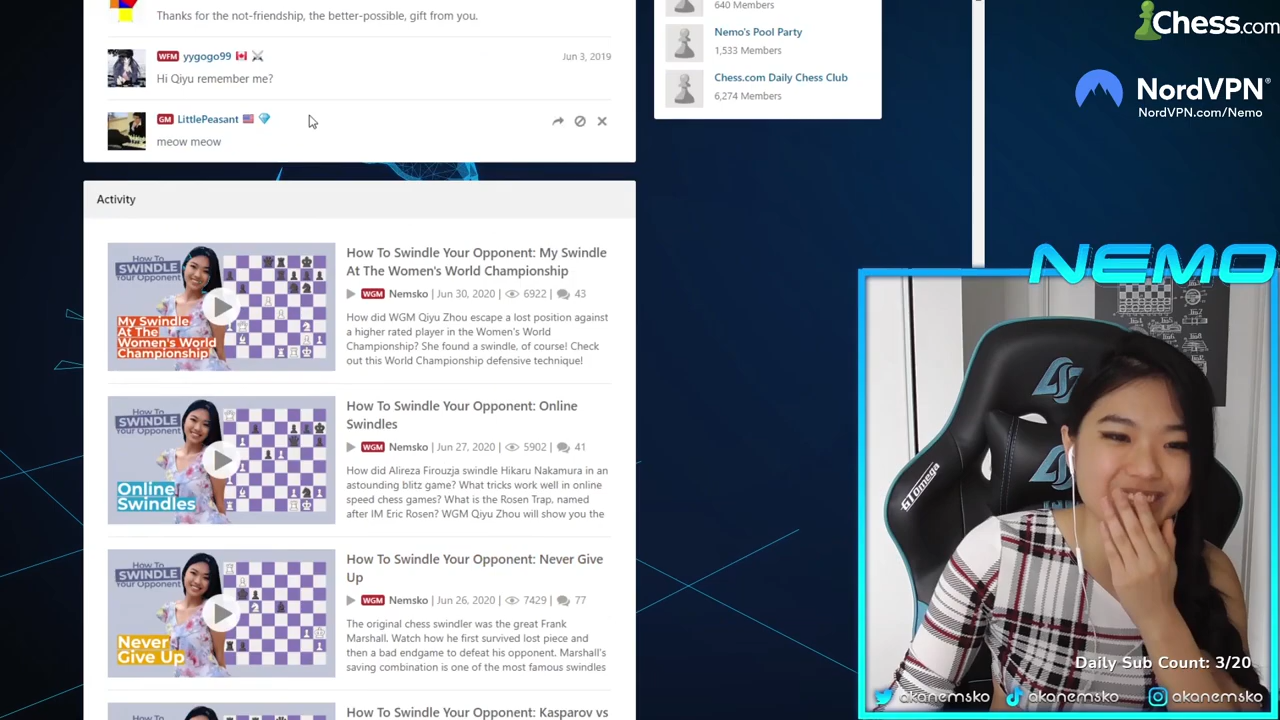 Thanks for the not-friendship, the better-possible, gift from you.
WFM yygogo99
Jun 3, 2019
Hi Qiyu remember me?
GM LittlePeasant
meow meow
640 Members
Nemo's Pool Party
1,533 Members
Chess.com Daily Chess Club
6,274 Members
Chess.com
NordVPN®
NordVPN.com/Nemo
Activity
How To
SWINDLE
Your Opponent
My Swindle
At The
Women's World
Championship
How To Swindle Your Opponent: My Swindle
At The Women's World Championship
WGM Nemsko | Jun 30, 2020 | 6922 | 43
How did WGM Qiyu Zhou escape a lost position against
a higher rated player in the Women's World
Championship? She found a swindle, of course! Check
out this World Championship defensive technique!
How To
SWINDLE
Your Opponent
Online
Swindles
How To Swindle Your Opponent: Online
Swindles
WGM Nemsko | Jun 27, 2020 | 5902 | 41
How did Alireza Firouzja swindle Hikaru Nakamura in an
astounding blitz game? What tricks work well in online
speed chess games? What is the Rosen Trap, named
after IM Eric Rosen? WGM Qiyu Zhou will show you the
How To
SWINDLE
Your Opponent
Never
Give Up
How To Swindle Your Opponent: Never Give
Up
WGM Nemsko | Jun 26, 2020 | 7429 | 77
The original chess swindler was the great Frank
Marshall. Watch how he first survived lost piece and
then a bad endgame to defeat his opponent. Marshall's
saving combination is one of the most famous swindles
How To
How To Swindle Your Opponent: Kasparov vs
NEMO
GTOmega
Daily Sub Count: 3/20
akanemsko
akanemsko
akanemsko